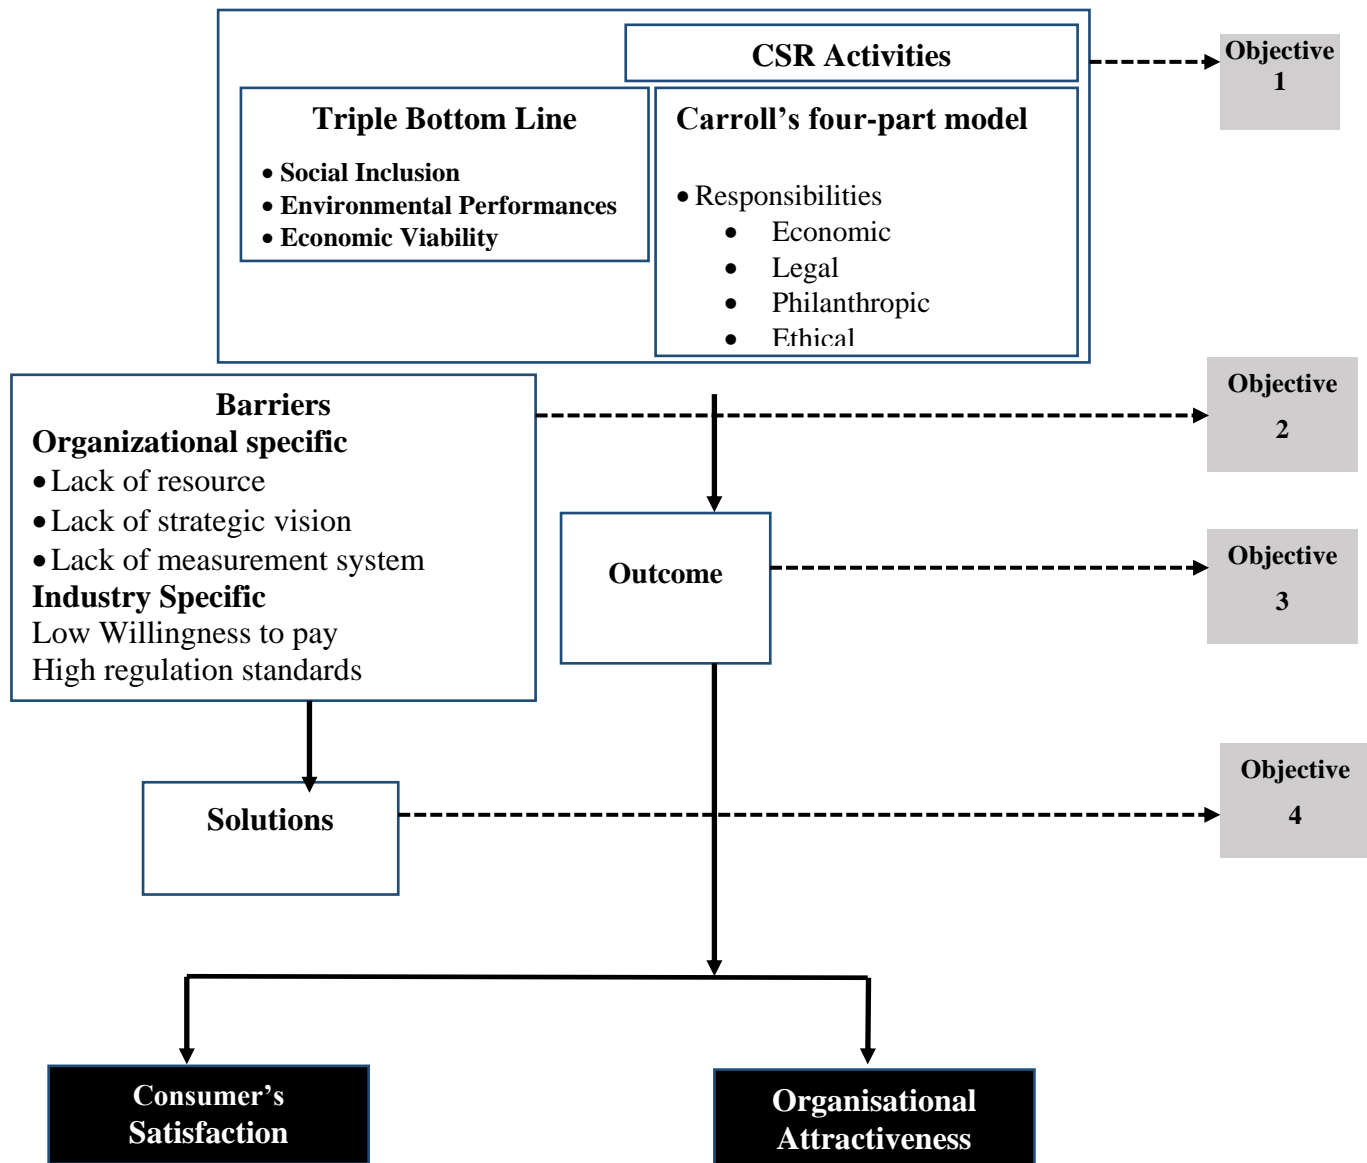 CSR Activities
Objective
1
Triple Bottom Line
• Social Inclusion
• Environmental Performances
• Economic Viability
Carroll’s four-part model
• Responsibilities
• Economic
• Legal
• Philanthropic
• Ethical
Barriers
Organizational specific
• Lack of resource
• Lack of strategic vision
• Lack of measurement system
Industry Specific
Low Willingness to pay
High regulation standards
Objective
2
Outcome
Objective
3
Solutions
Objective
4
Consumer’s
Satisfaction
Organisational
Attractiveness